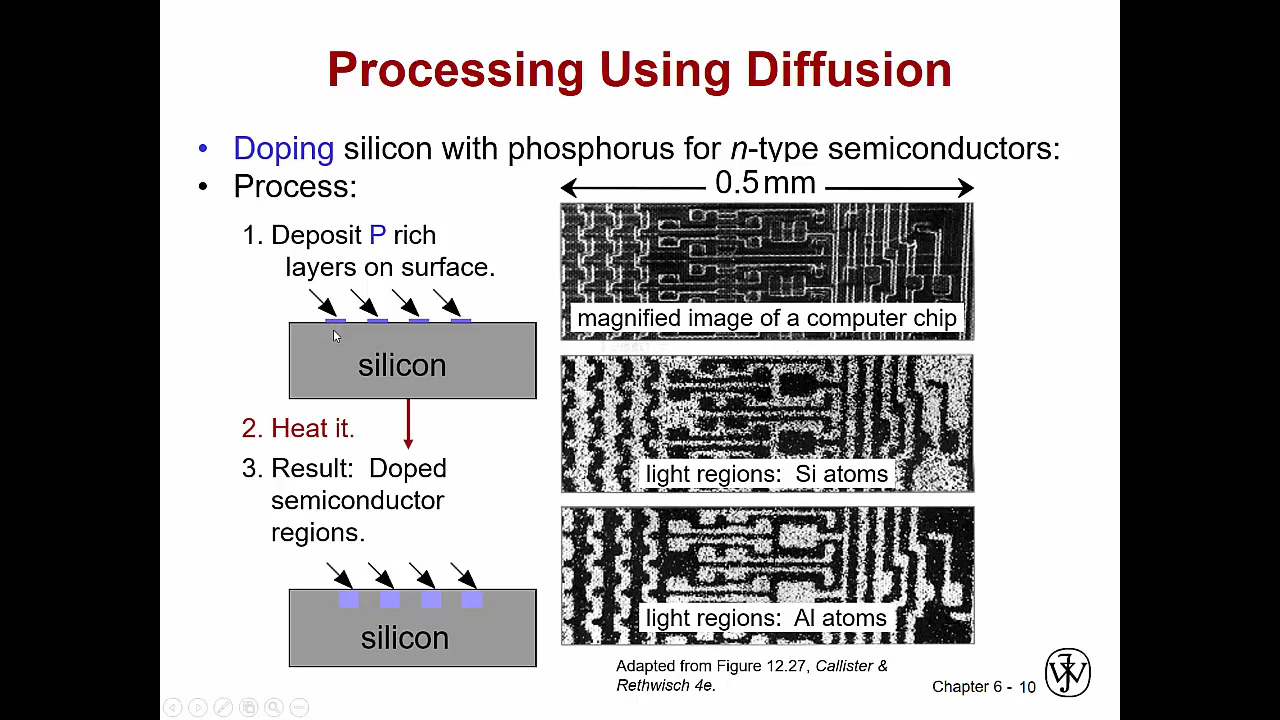 Processing Using Diffusion
• Doping silicon with phosphorus for n-type semiconductors:
• Process:
0.5 mm
1. Deposit P rich
layers on surface.
silicon
2. Heat it.
3. Result: Doped
semiconductor
regions.
silicon
magnified image of a computer chip
light regions: Si atoms
light regions: Al atoms
Adapted from Figure 12.27, Callister &
Rethwisch 4e.
Chapter 6 - 10